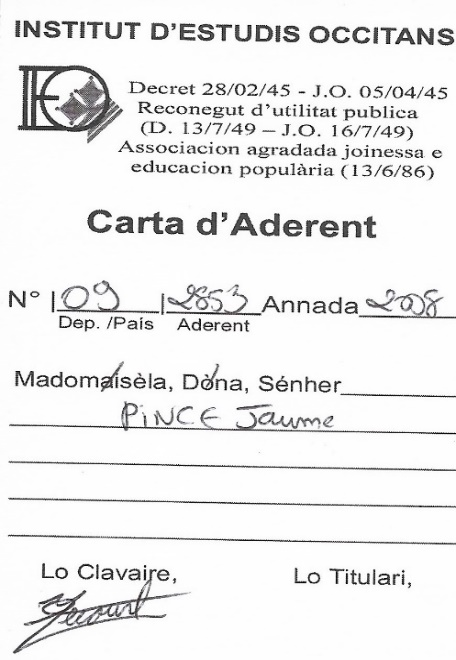 INSTITUT D'ESTUDIS OCCITANS
IEO
Decret 28/02/45 - J.O. 05/04/45
Reconegut d'utilitat publica
(D. 13/7/49 – J.O. 16/7/49)
Associacion agradada joinessa e
educacion populària (13/6/86)
Carta d'Aderent
N° |09 |2853 Annada 2008
Dep. /País Aderent
Madomaisèla, Dòna, Sénher
PiNCE Jaume
Lo Clavaire, Lo Titulari,